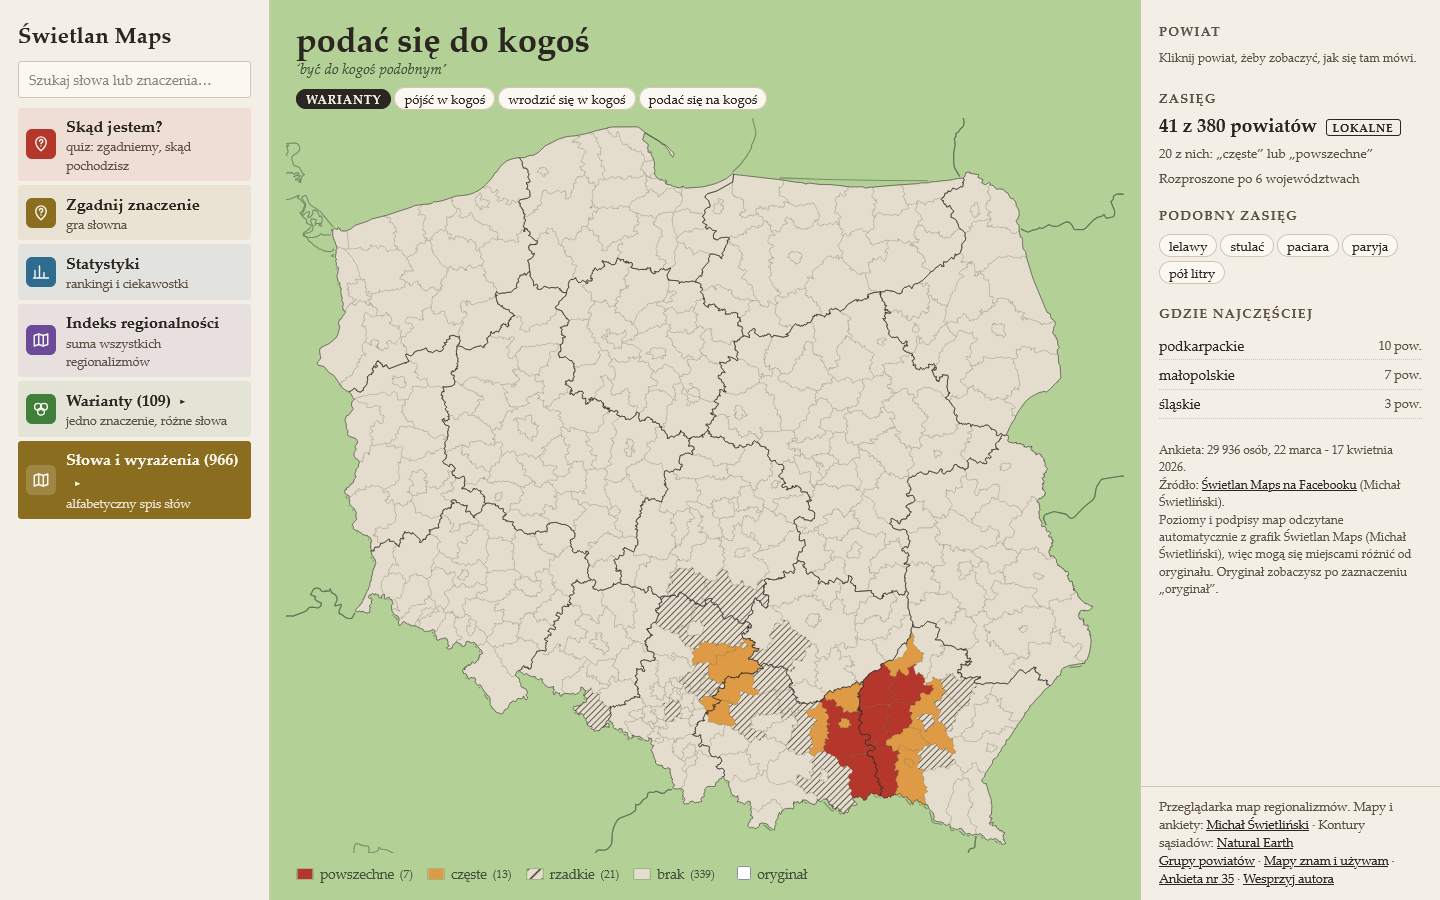 Świetlan Maps
Szukaj słowa lub znaczenia…
Skąd jestem?
quiz: zgadniemy, skąd
pochodzisz
Zgadnij znaczenie
gra słowna
Statystyki
rankingi i ciekawostki
Indeks regionalności
suma wszystkich
regionalizmów
Warianty (109) ▸
jedno znaczenie, różne słowa
Słowa i wyrażenia (966)
▸
alfabetyczny spis słów
podać się do kogoś
‘być do kogoś podobnym’
WARIANTY pójść w kogoś wrodzić się w kogoś podać się na kogoś
powszechne (7) częste (13) rzadkie (21) brak (339) oryginał
POWIAT
Kliknij powiat, żeby zobaczyć, jak się tam mówi.
ZASIĘG
41 z 380 powiatów LOKALNE
20 z nich: „częste” lub „powszechne”
Rozproszone po 6 województwach
PODOBNY ZASIĘG
lelawy stulać paciara paryja
pół litry
GDZIE NAJCZĘŚCIEJ
podkarpackie 10 pow.
małopolskie 7 pow.
śląskie 3 pow.
Ankieta: 29 936 osób, 22 marca - 17 kwietnia
2026.
Źródło: Świetlan Maps na Facebooku (Michał
Świetliński).
Poziomy i podpisy map odczytane
automatycznie z grafik Świetlan Maps (Michał
Świetliński), więc mogą się miejscami różnić od
oryginału. Oryginał zobaczysz po zaznaczeniu
„oryginał”.
Przeglądarka map regionalizmów. Mapy i
ankiety: Michał Świetliński · Kontury
sąsiadów: Natural Earth
Grupy powiatów · Mapy znam i używam ·
Ankieta nr 35 · Wesprzyj autora